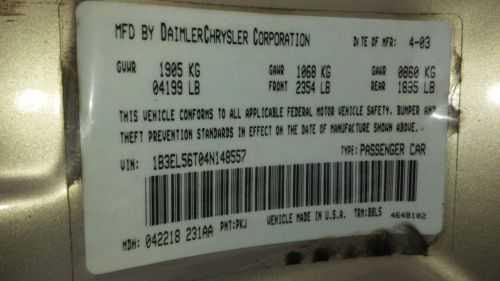 MFD BY DAIMLERCHRYSLER CORPORATION DATE OF MFR: 4-03
GVWR 1905 KG GAWR 1068 KG GAWR 0860 KG
04199 LB FRONT 2354 LB REAR 1895 LB
THIS VEHICLE CONFORMS TO ALL APPLICABLE FEDERAL MOTOR VEHICLE SAFETY, BUMPER AND
THEFT PREVENTION STANDARDS IN EFFECT ON THE DATE OF MANUFACTURE SHOWN ABOVE.
VIN: 1B3EL56T04N148557 TYPE: PASSENGER CAR
MDH: 042218 231AA PNT: PKJ VEHICLE MADE IN U.S.A. TRM: BBL5 4648102